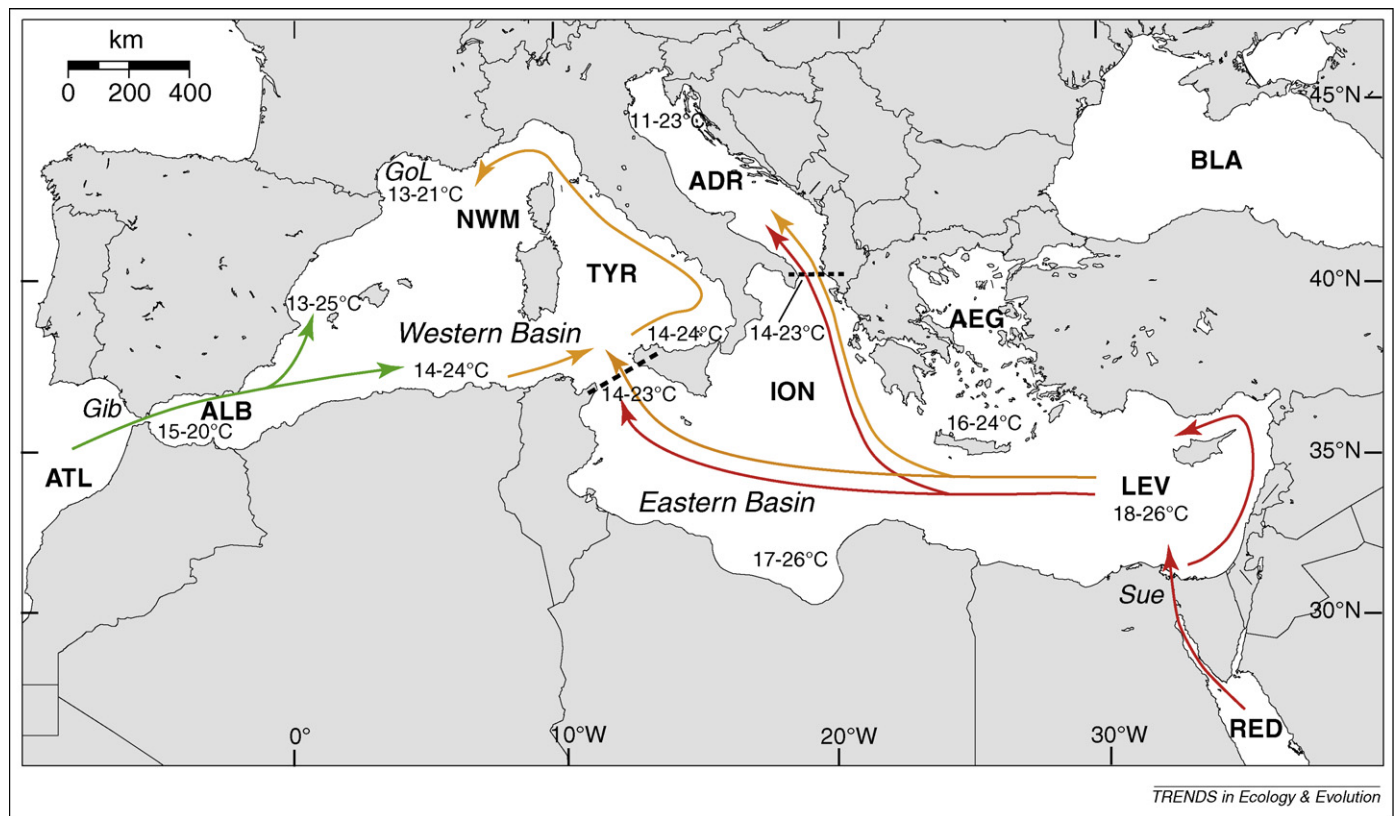 km
0 200 400
45°N
11-23°C
BLA
GoL
13-21°C
ADR
NWM
TYR
40°N
13-25°C
AEG
Western Basin
14-24°C
14-23°C
14-24°C
ION
14-23°C
Gib
ALB
16-24°C
15-20°C
35°N
ATL
LEV
Eastern Basin
18-26°C
17-26°C
Sue
30°N
RED
0°
10°W
20°W
30°W
TRENDS in Ecology & Evolution